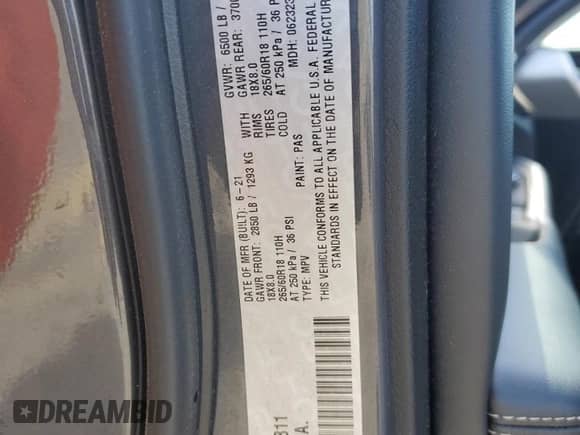 DATE OF MFR (BUILT): 6-21
GVWR: 6500 LB /
GAWR FRONT: 2850 LB / 1293 KG WITH
GAWR REAR: 3700
18X8.0 RIMS 18X8.0
265/60R18 110H TIRES 265/60R18 110H
AT 250 kPa / 36 PSI COLD AT 250 kPa / 36
TYPE: MPV PAINT: PAS MDH: 06232
THIS VEHICLE CONFORMS TO ALL APPLICABLE U.S.A. FEDERAL
STANDARDS IN EFFECT ON THE DATE OF MANUFACTUR
311
A.
DREAMBID